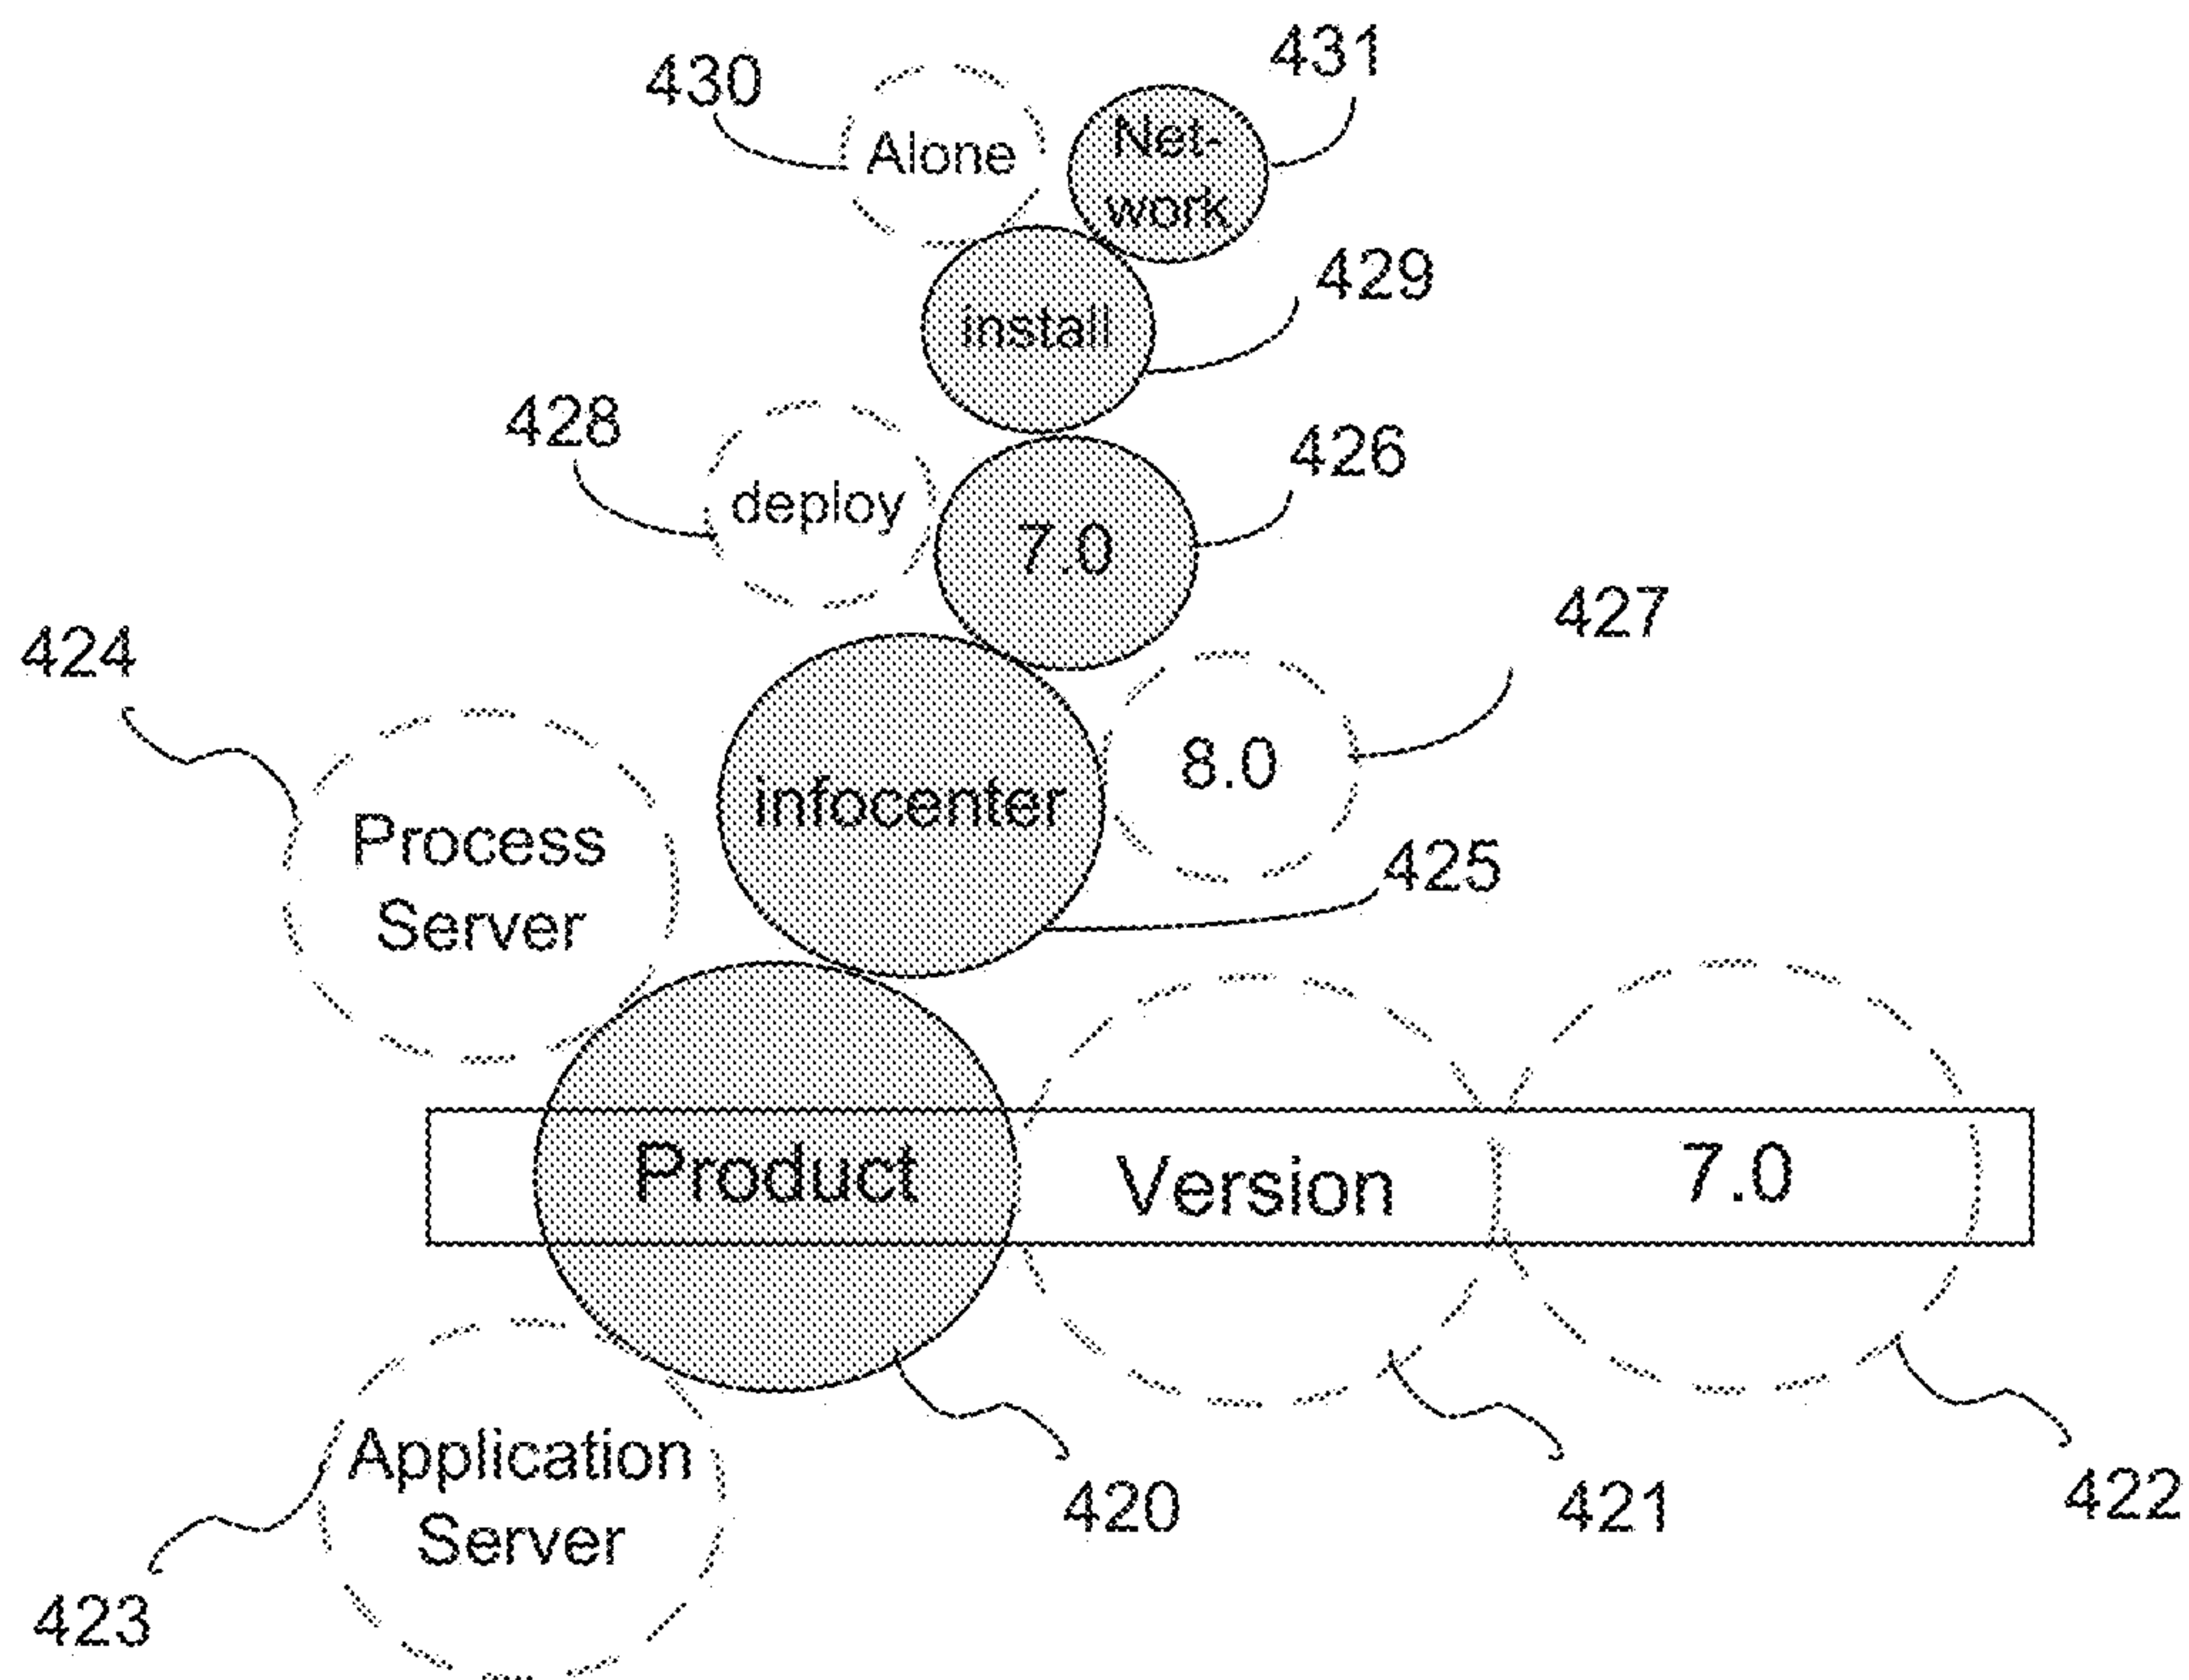 431
430
Alone
Net-
work
429
install
428
426
deploy
7.0
427
424
8.0
infocenter
Process
Server
425
Product
Version
7.0
Application
Server
420
421
422
423